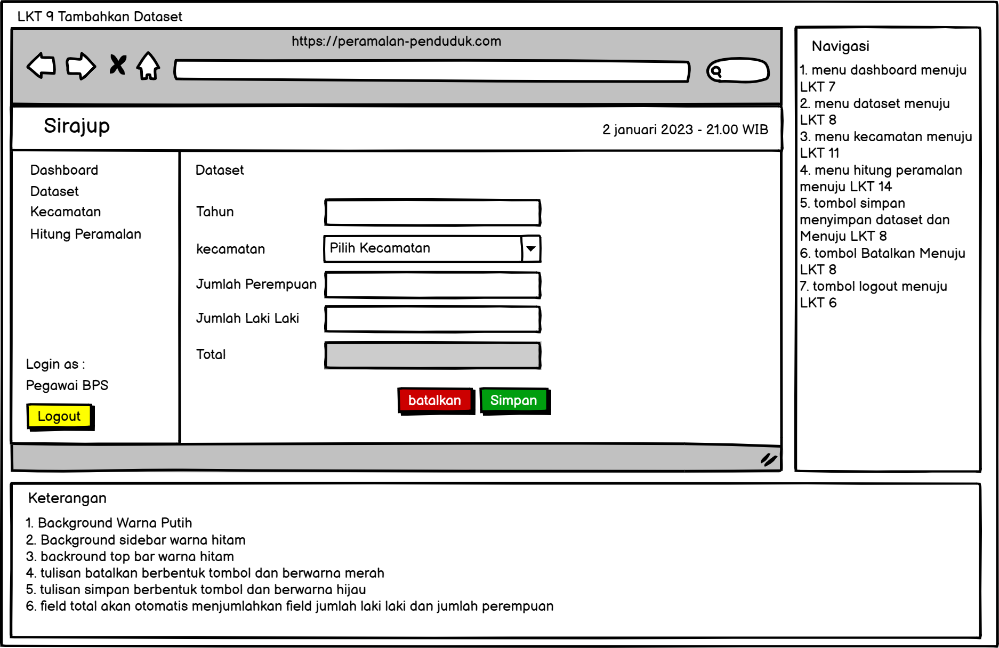 LKT 9 Tambahkan Dataset
https://peramalan-penduduk.com
Sirajup
2 januari 2023 - 21.00 WIB
Dashboard
Dataset
Kecamatan
Hitung Peramalan
Login as :
Pegawai BPS
Logout
Dataset
Tahun
kecamatan
Pilih Kecamatan
Jumlah Perempuan
Jumlah Laki Laki
Total
batalkan
Simpan
Navigasi
1. menu dashboard menuju
LKT 7
2. menu dataset menuju
LKT 8
3. menu kecamatan menuju
LKT 11
4. menu hitung peramalan
menuju LKT 14
5. tombol simpan
menyimpan dataset dan
Menuju LKT 8
6. tombol Batalkan Menuju
LKT 8
7. tombol logout menuju
LKT 6
Keterangan
1. Background Warna Putih
2. Background sidebar warna hitam
3. backround top bar warna hitam
4. tulisan batalkan berbentuk tombol dan berwarna merah
5. tulisan simpan berbentuk tombol dan berwarna hijau
6. field total akan otomatis menjumlahkan field jumlah laki laki dan jumlah perempuan